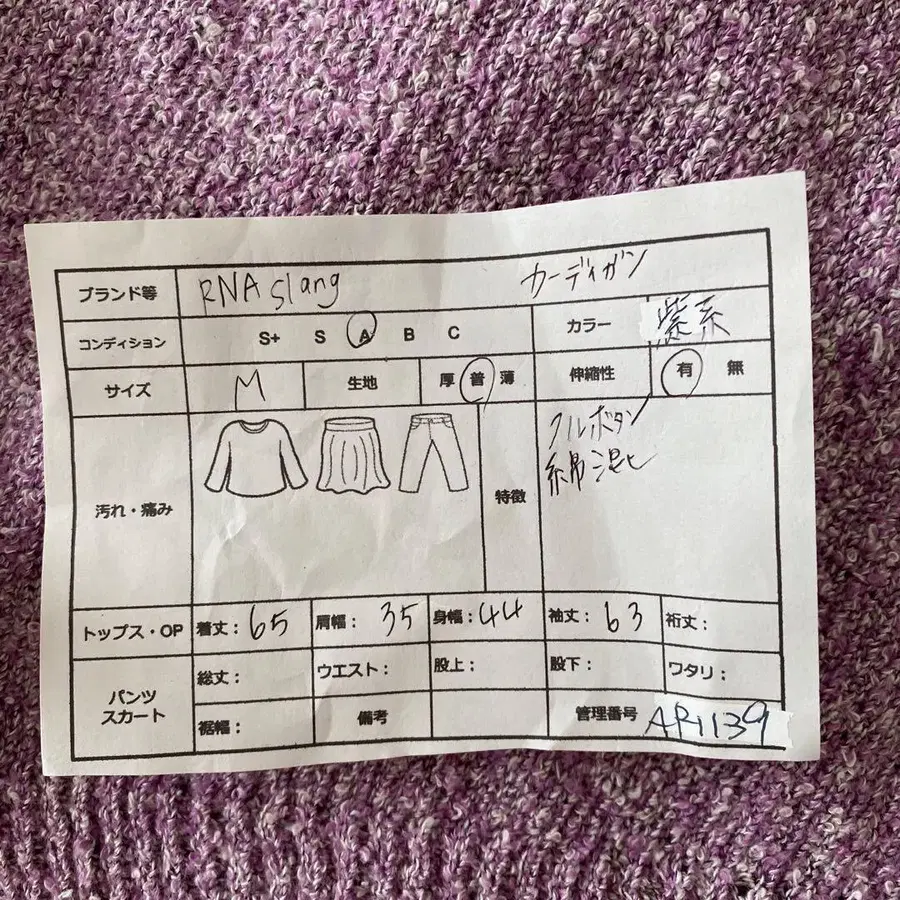 ブランド等 RNA Slang カーディガン
コンディション S+ S A B C カラー 紫系
サイズ M 生地 厚 普 薄 伸縮性 有 無
汚れ・痛み 特徴 フルボタン
綿混
トップス・OP 着丈：65 肩幅：35 身幅：44 袖丈：63 裄丈：
パンツ
スカート
総丈： ウエスト： 股上： 股下： ワタリ：
裾幅： 備考 管理番号 AR1139